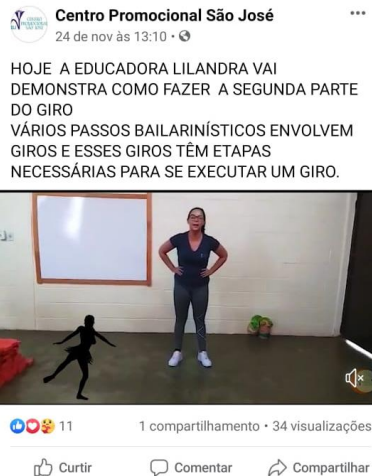 Centro Promocional São José
24 de nov às 13:10
HOJE A EDUCADORA LILANDRA VAI
DEMONSTRA COMO FAZER A SEGUNDA PARTE
DO GIRO
VÁRIOS PASSOS BAILARINÍSTICOS ENVOLVEM
GIROS E ESSES GIROS TÊM ETAPAS
NECESSÁRIAS PARA SE EXECUTAR UM GIRO.
11
1 compartilhamento • 34 visualizações
Curtir
Comentar
Compartilhar